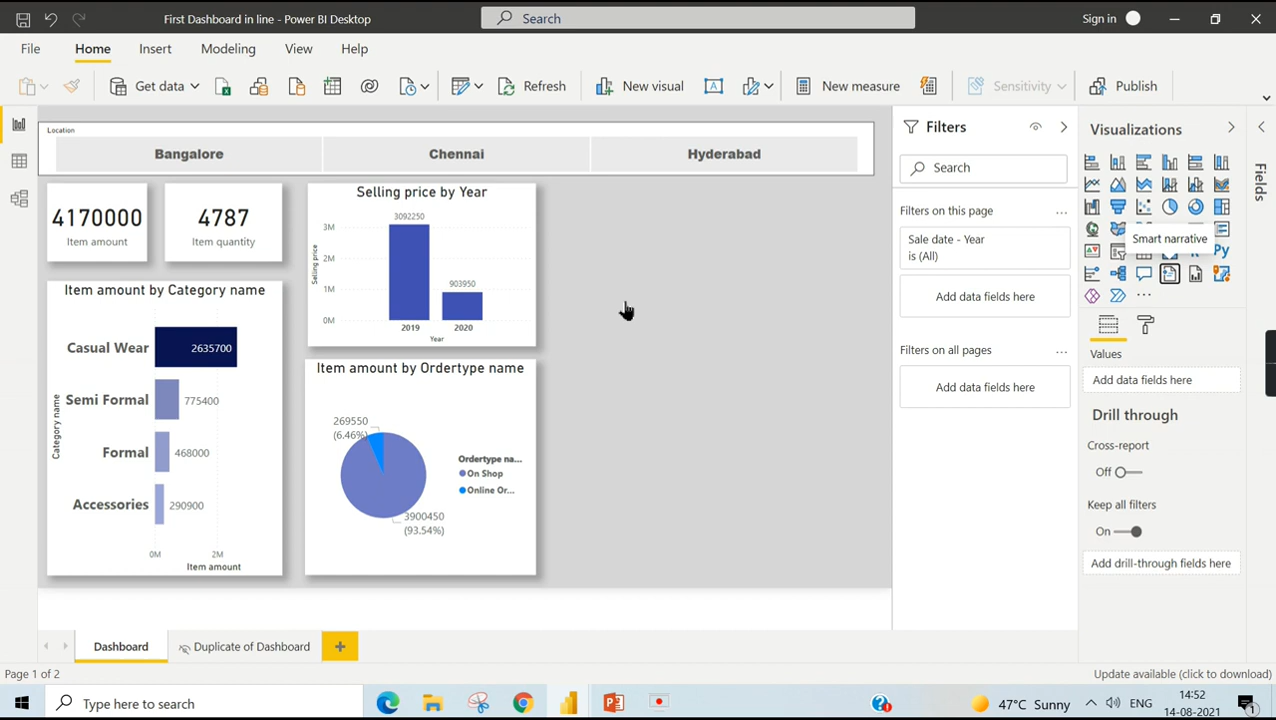 First Dashboard in line - Power BI Desktop
Search
Sign in
File
Home
Insert
Modeling
View
Help
Get data
Refresh
New visual
New measure
Sensitivity
Publish
Location
Bangalore
Chennai
Hyderabad
4170000
Item amount
4787
Item quantity
Selling price by Year
3092250
903950
3M
2M
1M
0M
Selling price
2019
2020
Year
Item amount by Category name
Category name
Casual Wear
2635700
Semi Formal
775400
Formal
468000
Accessories
290900
0M
2M
Item amount
Item amount by Ordertype name
269550
(6.46%)
3900450
(93.54%)
Ordertype na...
On Shop
Online Or...
Filters
Search
Filters on this page
...
Sale date - Year
is (All)
Add data fields here
Filters on all pages
...
Add data fields here
Visualizations
Smart narrative
Py
...
Values
Add data fields here
Drill through
Cross-report
Off
Keep all filters
On
Add drill-through fields here
Fields
Dashboard
Duplicate of Dashboard
+
Page 1 of 2
Update available (click to download)
Type here to search
47°C Sunny
ENG
14:52
14-08-2021
1